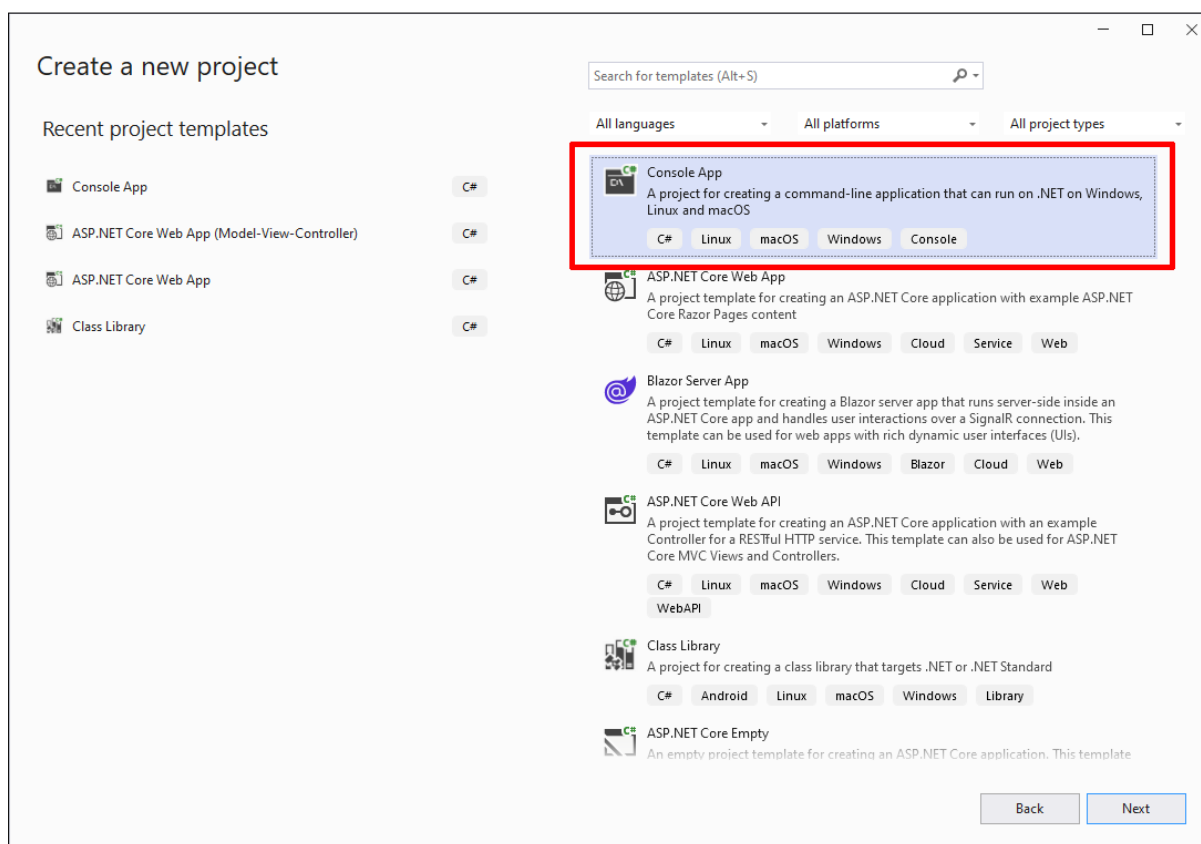 Create a new project
Search for templates (Alt+S)
Recent project templates
All languages
All platforms
All project types
Console App
C#
ASP.NET Core Web App (Model-View-Controller)
C#
ASP.NET Core Web App
C#
Class Library
C#
Console App
A project for creating a command-line application that can run on .NET on Windows,
Linux and macOS
C# Linux macOS Windows Console
ASP.NET Core Web App
A project template for creating an ASP.NET Core application with example ASP.NET
Core Razor Pages content
C# Linux macOS Windows Cloud Service Web
Blazor Server App
A project template for creating a Blazor server app that runs server-side inside an
ASP.NET Core app and handles user interactions over a SignalR connection. This
template can be used for web apps with rich dynamic user interfaces (UIs).
C# Linux macOS Windows Blazor Cloud Web
ASP.NET Core Web API
A project template for creating an ASP.NET Core application with an example
Controller for a RESTful HTTP service. This template can also be used for ASP.NET
Core MVC Views and Controllers.
C# Linux macOS Windows Cloud Service Web
WebAPI
Class Library
A project for creating a class library that targets .NET or .NET Standard
C# Android Linux macOS Windows Library
ASP.NET Core Empty
An empty project template for creating an ASP.NET Core application. This template
Back
Next